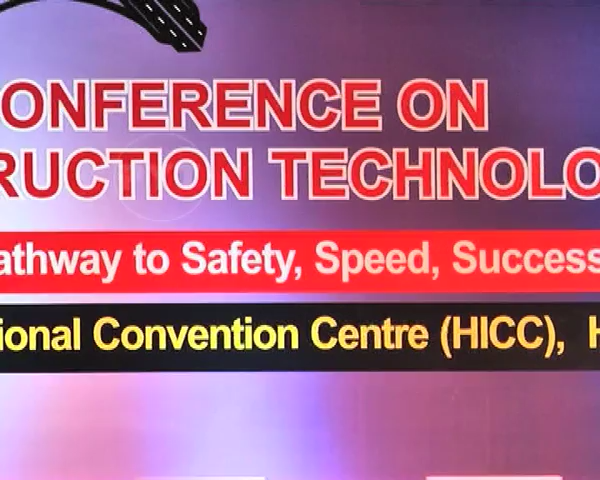 ONFERENCE ON
RUCTION TECHNOLO
athway to Safety, Speed, Success
ional Convention Centre (HICC), H